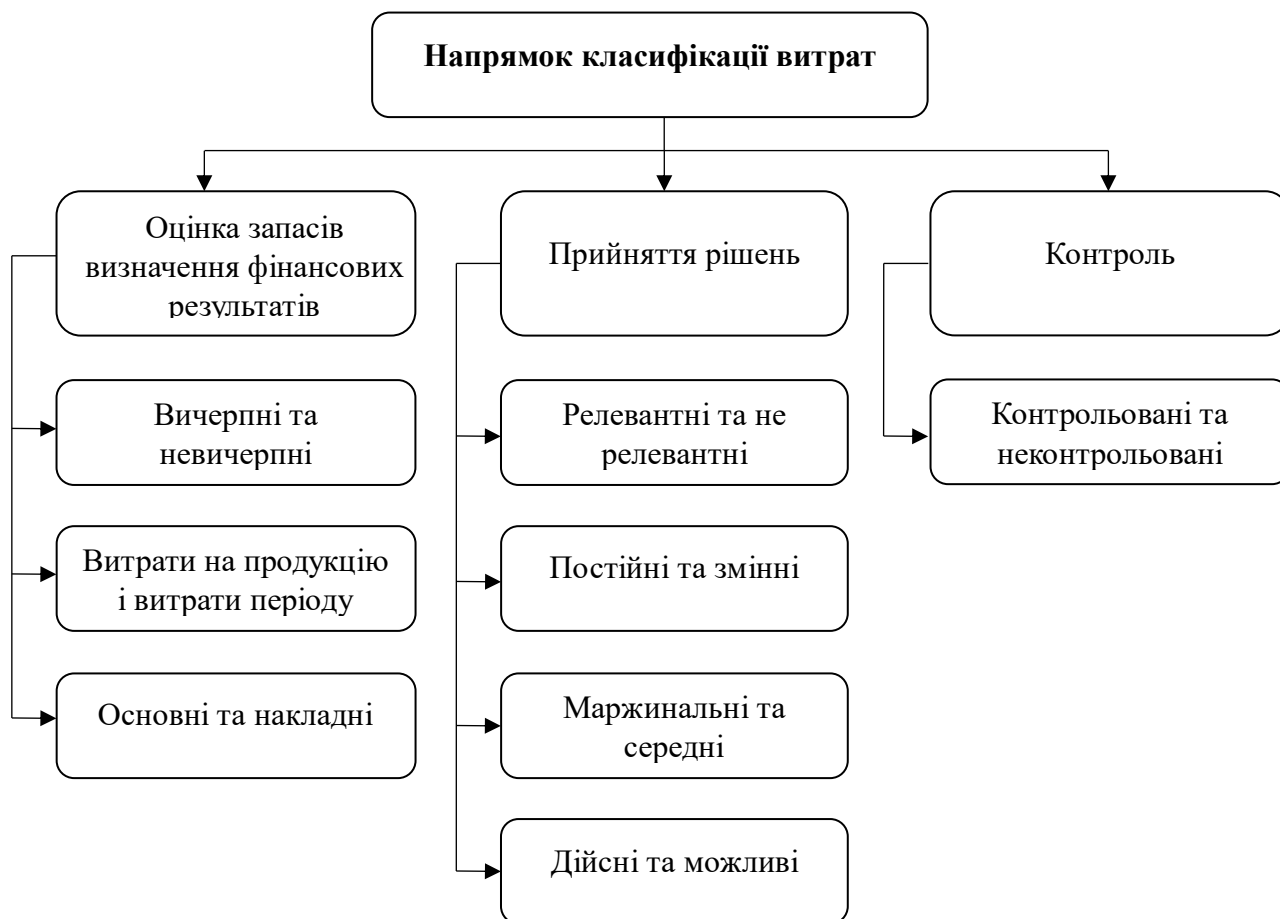 Напрямок класифікації витрат
Оцінка запасів
визначення фінансових
результатів
Прийняття рішень
Контроль
Вичерпні та
невичерпні
Релевантні та не
релевантні
Контрольовані та
неконтрольовані
Витрати на продукцію
і витрати періоду
Постійні та змінні
Основні та накладні
Маржинальні та
середні
Дійсні та можливі